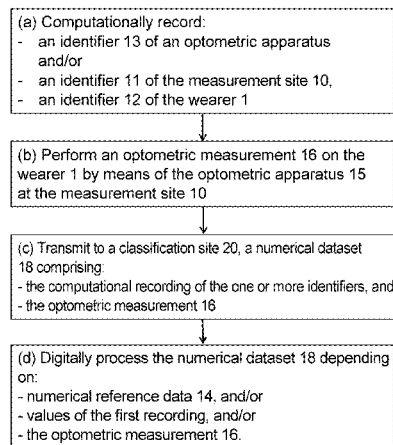 (a) Computationally record:
- an identifier 13 of an optometric apparatus
and/or
- an identifier 11 of the measurement site 10,
- an identifier 12 of the wearer 1
(b) Perform an optometric measurement 16 on the
wearer 1 by means of the optometric apparatus 15
at the measurement site 10
(c) Transmit to a classification site 20, a numerical dataset
18 comprising:
- the computational recording of the one or more identifiers, and
- the optometric measurement 16
(d) Digitally process the numerical dataset 18 depending
on:
- numerical reference data 14, and/or
- values of the first recording, and/or
- the optometric measurement 16.